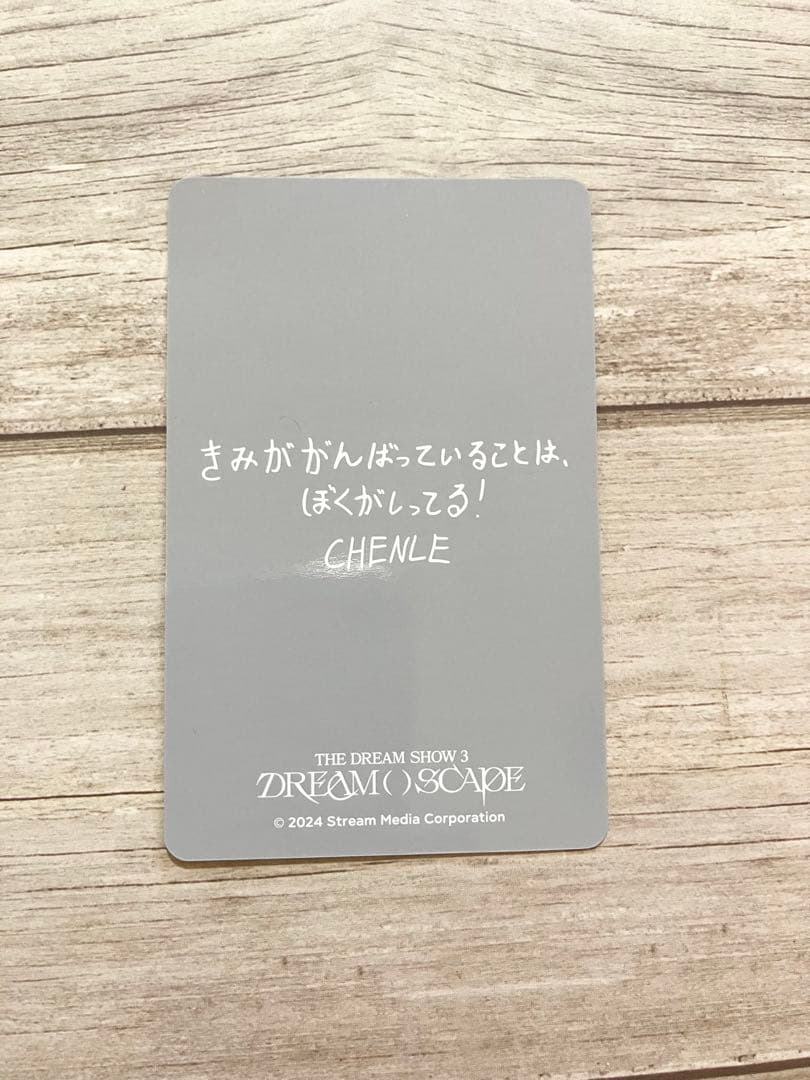 きみががんばっていることは、
ぼくがしってる!
CHENLE
THE DREAM SHOW 3
DREAM( )SCAPE
© 2024 Stream Media Corporation